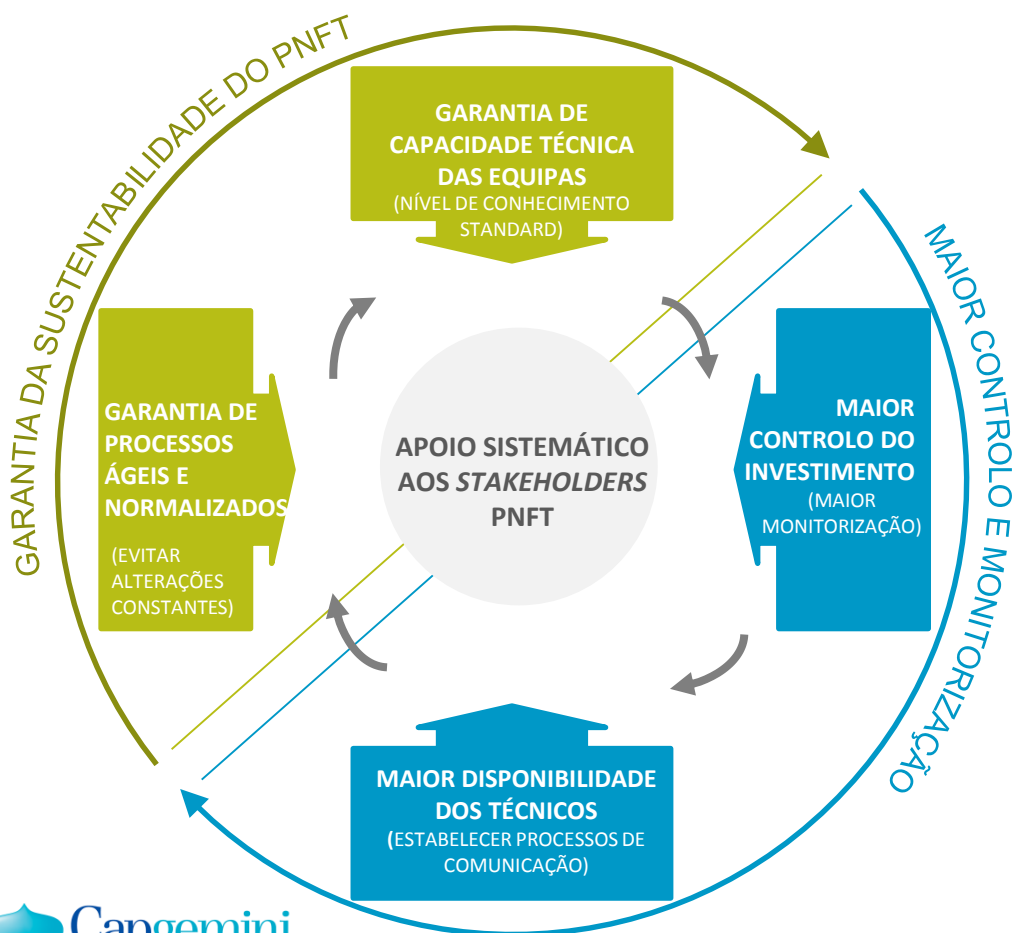 GARANTIA DA SUSTENTABILIDADE DO PNFT
GARANTIA DE
CAPACIDADE TÉCNICA
DAS EQUIPAS
(NÍVEL DE CONHECIMENTO
STANDARD)
MAIOR CONTROLO E MONITORIZAÇÃO
GARANTIA DE
PROCESSOS
ÁGEIS E
NORMALIZADOS
(EVITAR
ALTERAÇÕES
CONSTANTES)
APOIO SISTEMÁTICO
AOS STAKEHOLDERS
PNFT
MAIOR
CONTROLO DO
INVESTIMENTO
(MAIOR
MONITORIZAÇÃO)
MAIOR DISPONIBILIDADE
DOS TÉCNICOS
(ESTABELECER PROCESSOS DE
COMUNICAÇÃO)
Capgemini